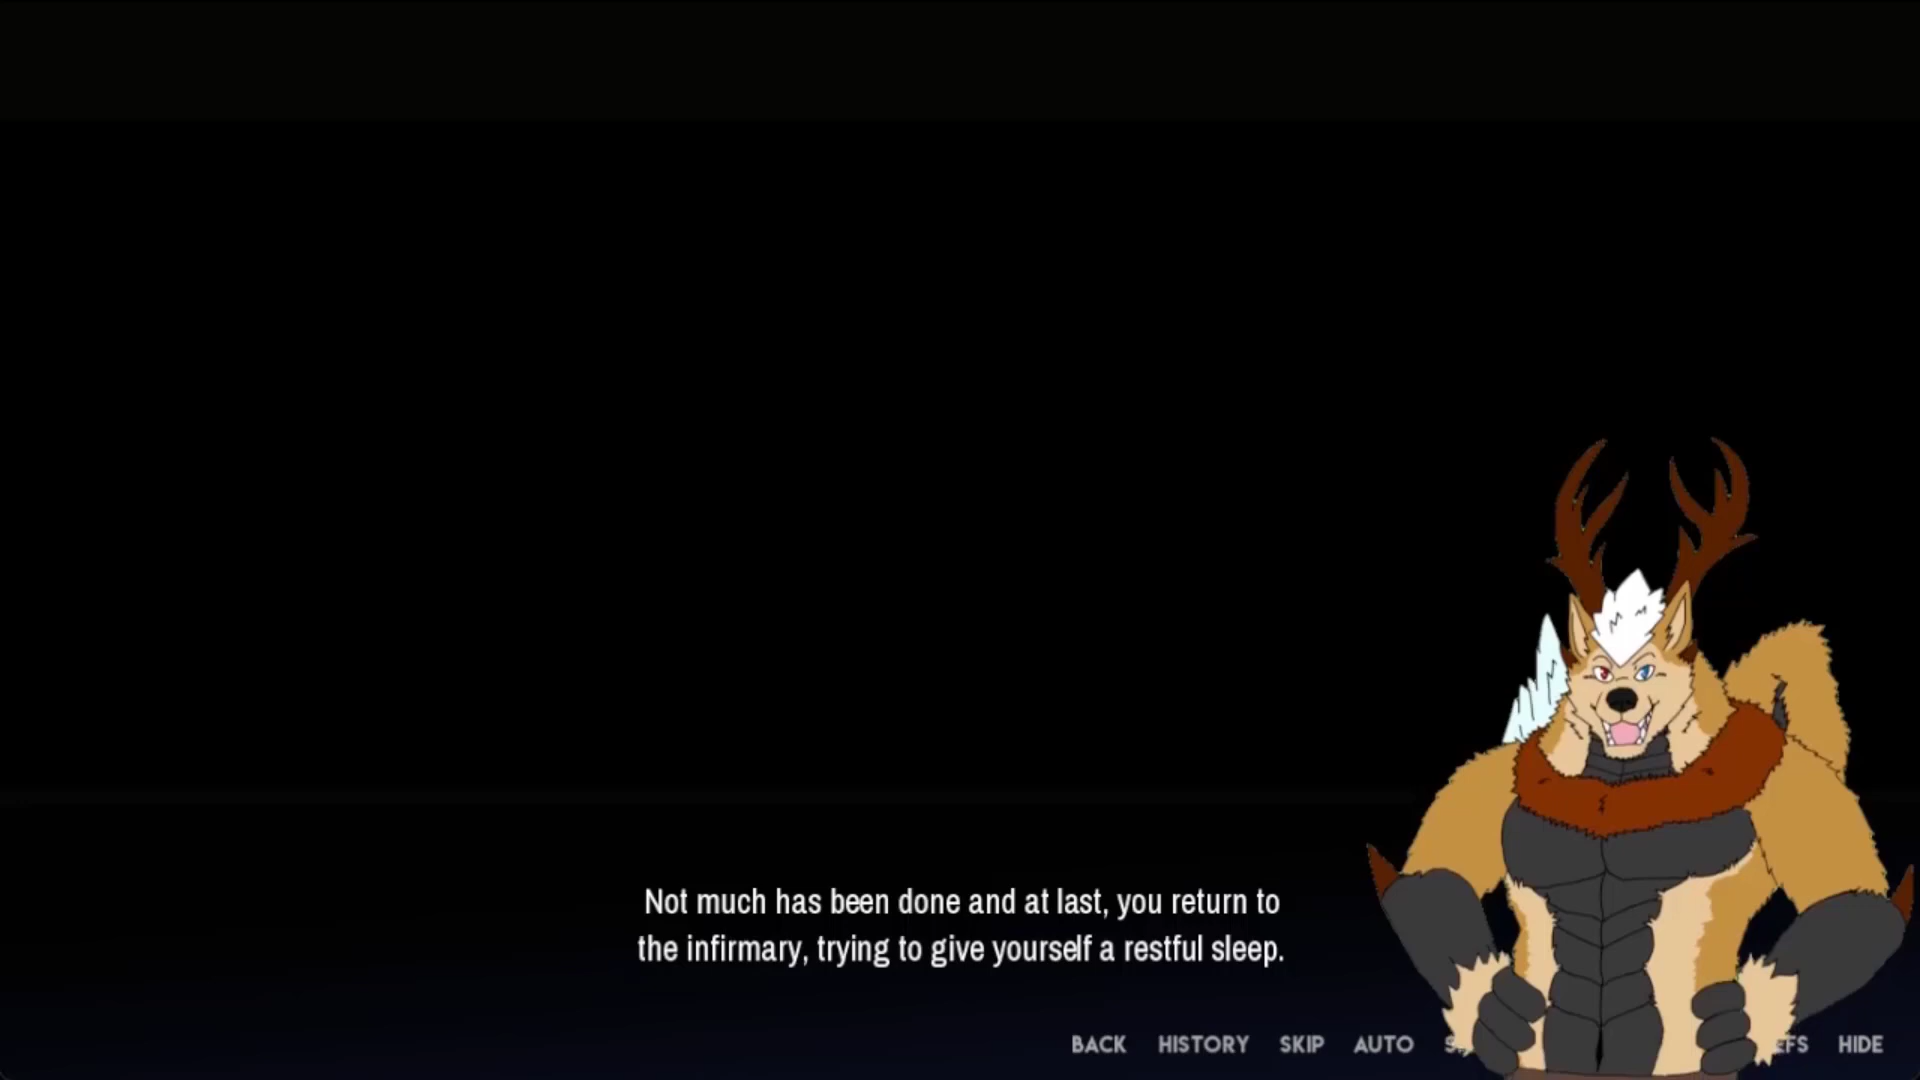 Not much has been done and at last, you return to
the infirmary, trying to give yourself a restful sleep.
BACK HISTORY SKIP AUTO HIDE